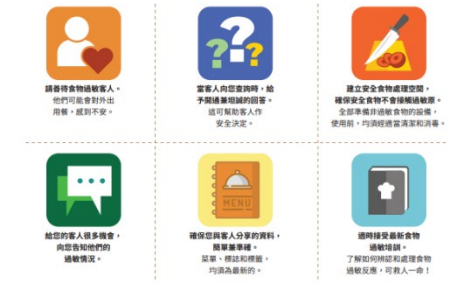 請善待食物過敏客人。
他們可能會對外出
用餐，感到不安。
當客人向您查詢時，給
予開通兼坦誠的回答。
這可幫助客人作
安全決定。
建立安全食物處理空間，
確保安全食物不會接觸過敏原。
全部準備非過敏食物的設備，
使用前，均須經適當清潔和消毒。
給您的客人很多機會，
向您告知他們的
過敏情況。
MENU
確保您與客人分享的資料，
簡單兼準確。
菜單、標誌和標籤，
均須為最新的。
適時接受最新食物
過敏培訓。
了解如何辨認和處理食物
過敏反應，可救人一命！